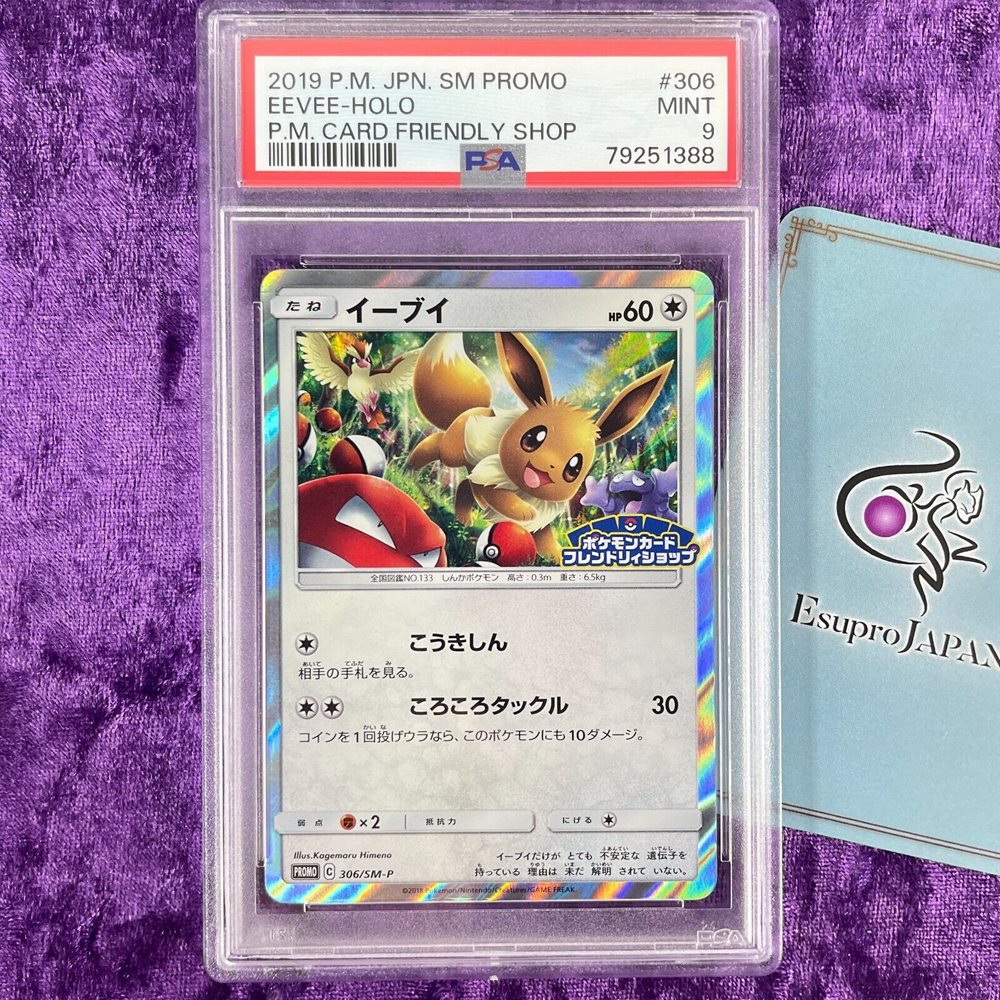 2019 P.M. JPN. SM PROMO #306
EEVEE-HOLO MINT
P.M. CARD FRIENDLY SHOP 9
79251388
PSA
たね イーブイ HP60
ポケモンカード
フレンドリィショップ
全国図鑑NO.133 しんかポケモン 高さ:0.3m 重さ:6.5kg
こうきしん
相手の手札を見る。
ころころタックル 30
コインを1回投げウラなら、このポケモンにも10ダメージ。
弱点 ×2 抵抗力 にげる
Illus.Kagemaru Himeno
イーブイだけが とても 不安定な 遺伝子を
持っている 理由は 未だ 解明 されて いない。
PROMO C 306/SM-P
©2018 Pokémon/Nintendo/Creatures/GAME FREAK.
EsuproJAPAN